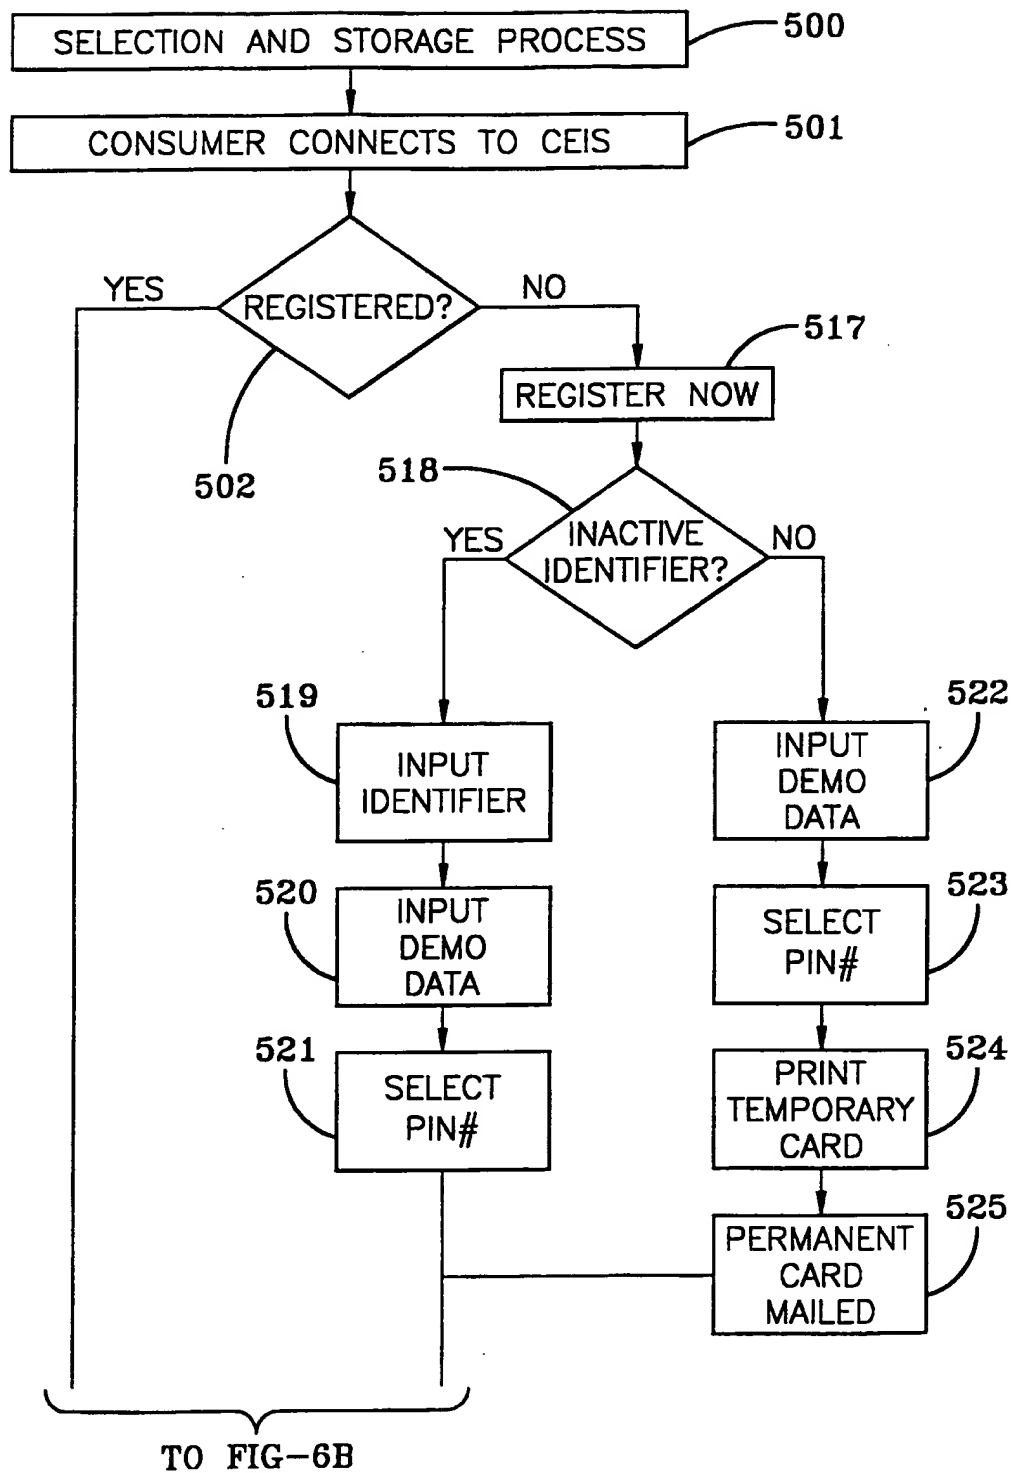 SELECTION AND STORAGE PROCESS
500
CONSUMER CONNECTS TO CEIS
501
YES
REGISTERED?
NO
502
517
REGISTER NOW
518
YES
INACTIVE
IDENTIFIER?
NO
519
INPUT
IDENTIFIER
522
INPUT
DEMO
DATA
520
INPUT
DEMO
DATA
523
SELECT
PIN#
521
SELECT
PIN#
524
PRINT
TEMPORARY
CARD
525
PERMANENT
CARD
MAILED
TO FIG-6B